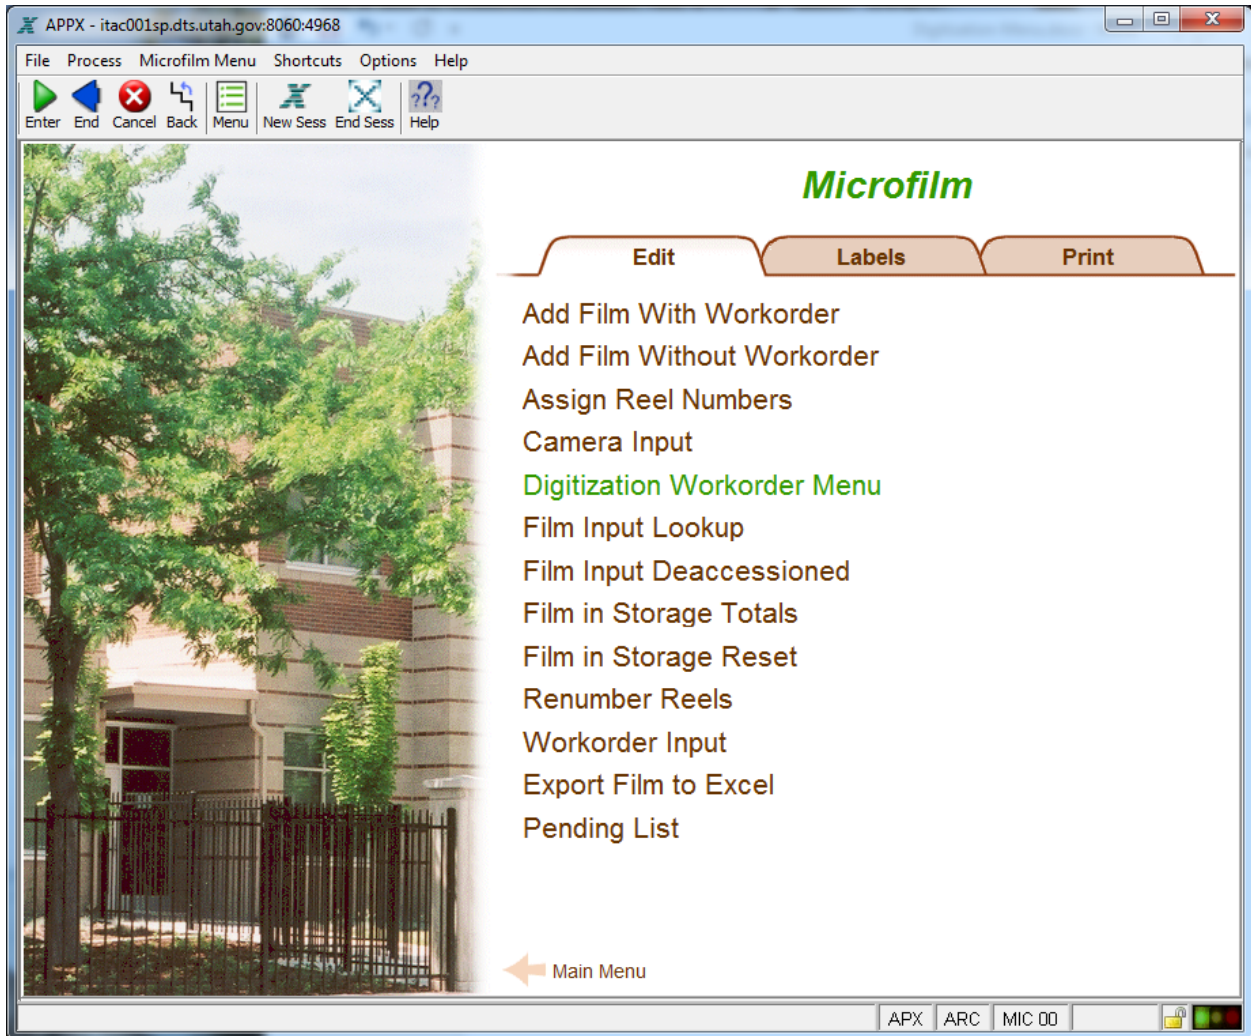 APPX - itac001sp.dts.utah.gov:8060:4968
File Process Microfilm Menu Shortcuts Options Help
Enter End Cancel Back Menu New Sess End Sess Help
Microfilm
Edit Labels Print
Add Film With Workorder
Add Film Without Workorder
Assign Reel Numbers
Camera Input
Digitization Workorder Menu
Film Input Lookup
Film Input Deaccessioned
Film in Storage Totals
Film in Storage Reset
Renumber Reels
Workorder Input
Export Film to Excel
Pending List
Main Menu
APX ARC MIC 00